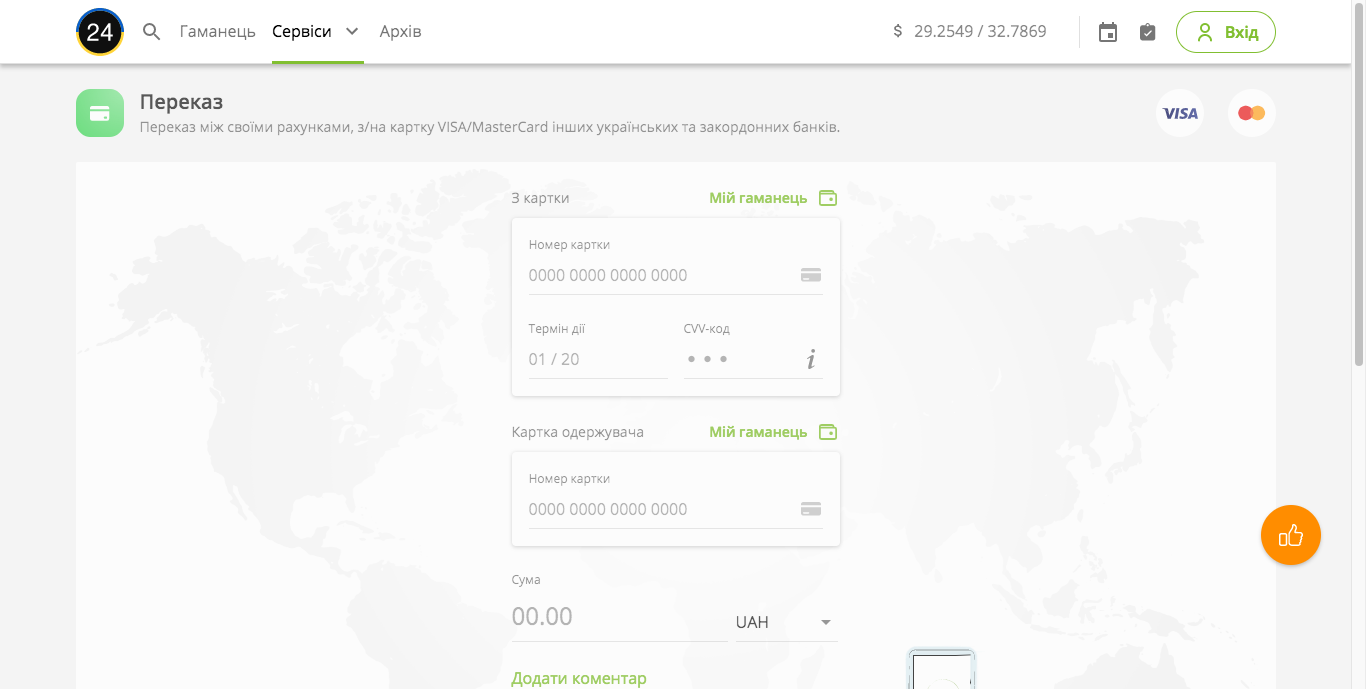 24 Гаманець Сервіси Архів $ 29.2549 / 32.7869 Вхід
Переказ
Переказ між своїми рахунками, з/на картку VISA/MasterCard інших українських та закордонних банків.
VISA
З картки Мій гаманець
Номер картки
0000 0000 0000 0000
Термін дії CVV-код
01 / 20 • • • i
Картка одержувача Мій гаманець
Номер картки
0000 0000 0000 0000
Сума
00.00 UAH
Додати коментар